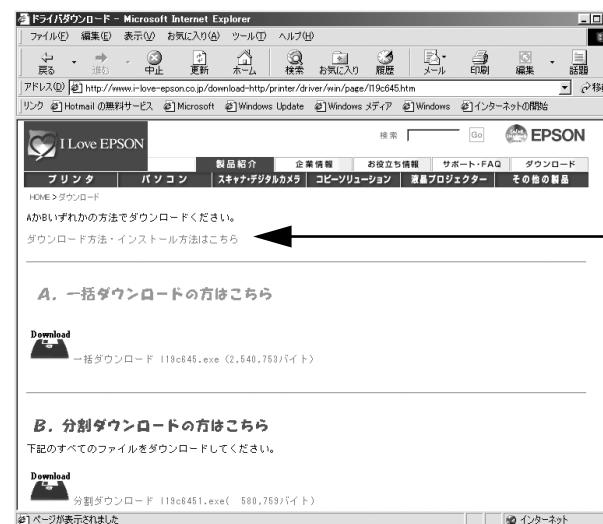 ドライバダウンロード - Microsoft Internet Explorer
ファイル(F) 編集(E) 表示(V) お気に入り(A) ツール(T) ヘルプ(H)
戻る 進む 中止 更新 ホーム 検索 お気に入り 履歴 メール 印刷 編集 話題
アドレス(D) http://www.i-love-epson.co.jp/download-http/printer/driver/win/page/l19c645.htm 移
リンク Hotmail の無料サービス Microsoft Windows Update Windows メディア Windows インターネットの開始
I Love EPSON 検索 Go EPSON
製品紹介 企業情報 お役立ち情報 サポート・FAQ ダウンロード
プリンタ パソコン スキャナ・デジタルカメラ コピーソリューション 液晶プロジェクター その他の製品
HOME > ダウンロード
AかBいずれかの方法でダウンロードください。
ダウンロード方法・インストール方法はこちら
A. 一括ダウンロードの方はこちら
Download
一括ダウンロード l19c645.exe (2,540,753バイト)
B. 分割ダウンロードの方はこちら
下記のすべてのファイルをダウンロードしてください。
Download
分割ダウンロード l19c6451.exe( 580,759バイト)
ページが表示されました インターネット